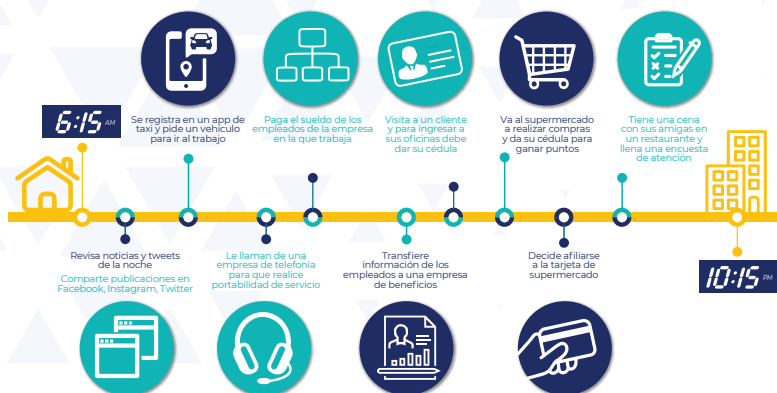 6:15 AM
Se registra en un app de
taxi y pide un vehículo
para ir al trabajo
Paga el sueldo de los
empleados de la empresa
en la que trabaja
Visita a un cliente
y para ingresar a
sus oficinas debe
dar su cédula
Va al supermercado
a realizar compras
y da su cédula para
ganar puntos
Tiene una cena
con sus amigas en
un restaurante y
llena una encuesta
de atención
Revisa noticias y tweets
de la noche
Comparte publicaciones en
Facebook, Instagram, Twitter
Le llaman de una
empresa de telefonía
para que realice
portabilidad de servicio
Transfiere
información de los
empleados a una empresa
de beneficios
Decide afiliarse
a la tarjeta de
supermercado
10:15 PM